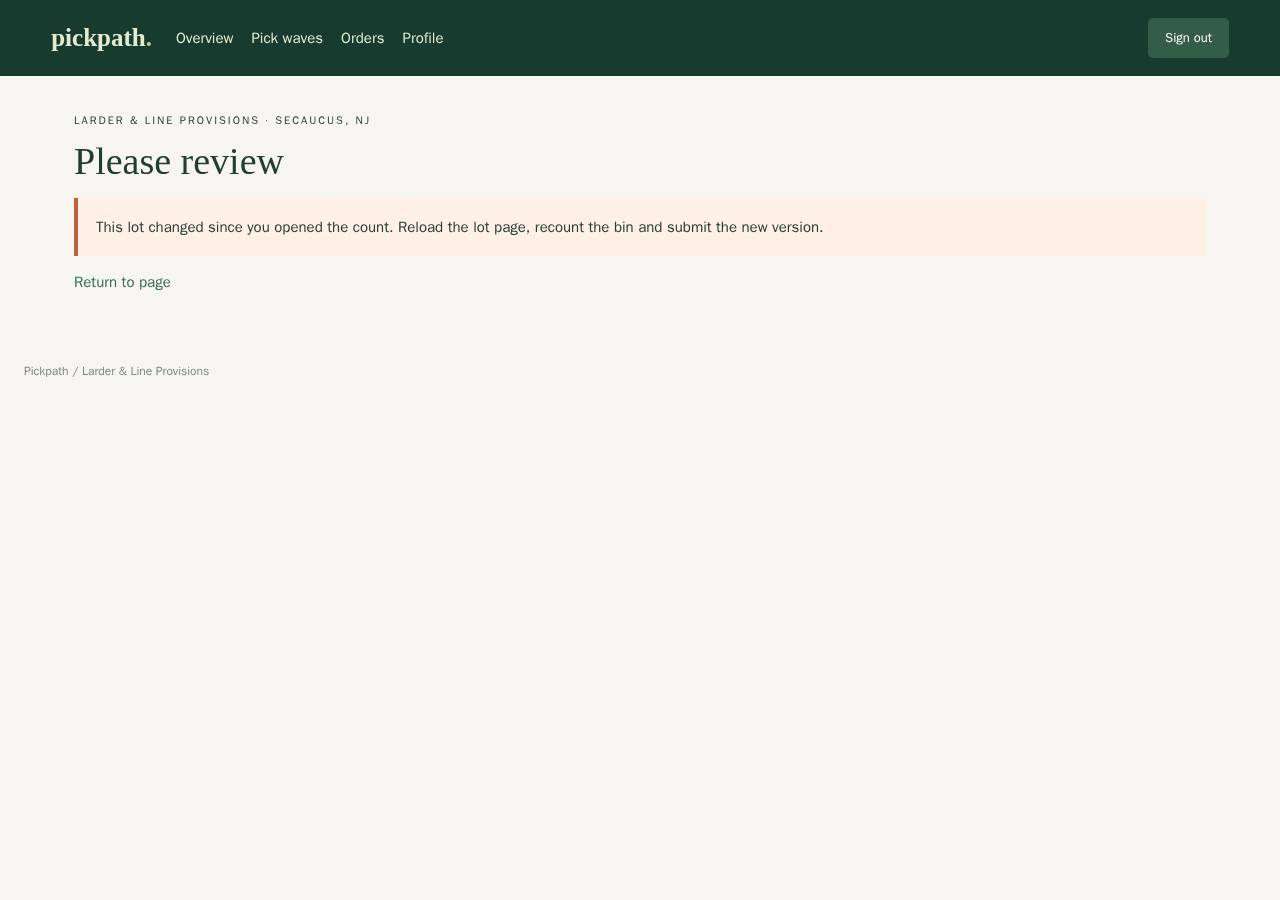 pickpath. Overview Pick waves Orders Profile Sign out
LARDER & LINE PROVISIONS · SECAUCUS, NJ
Please review
This lot changed since you opened the count. Reload the lot page, recount the bin and submit the new version.
Return to page
Pickpath / Larder & Line Provisions